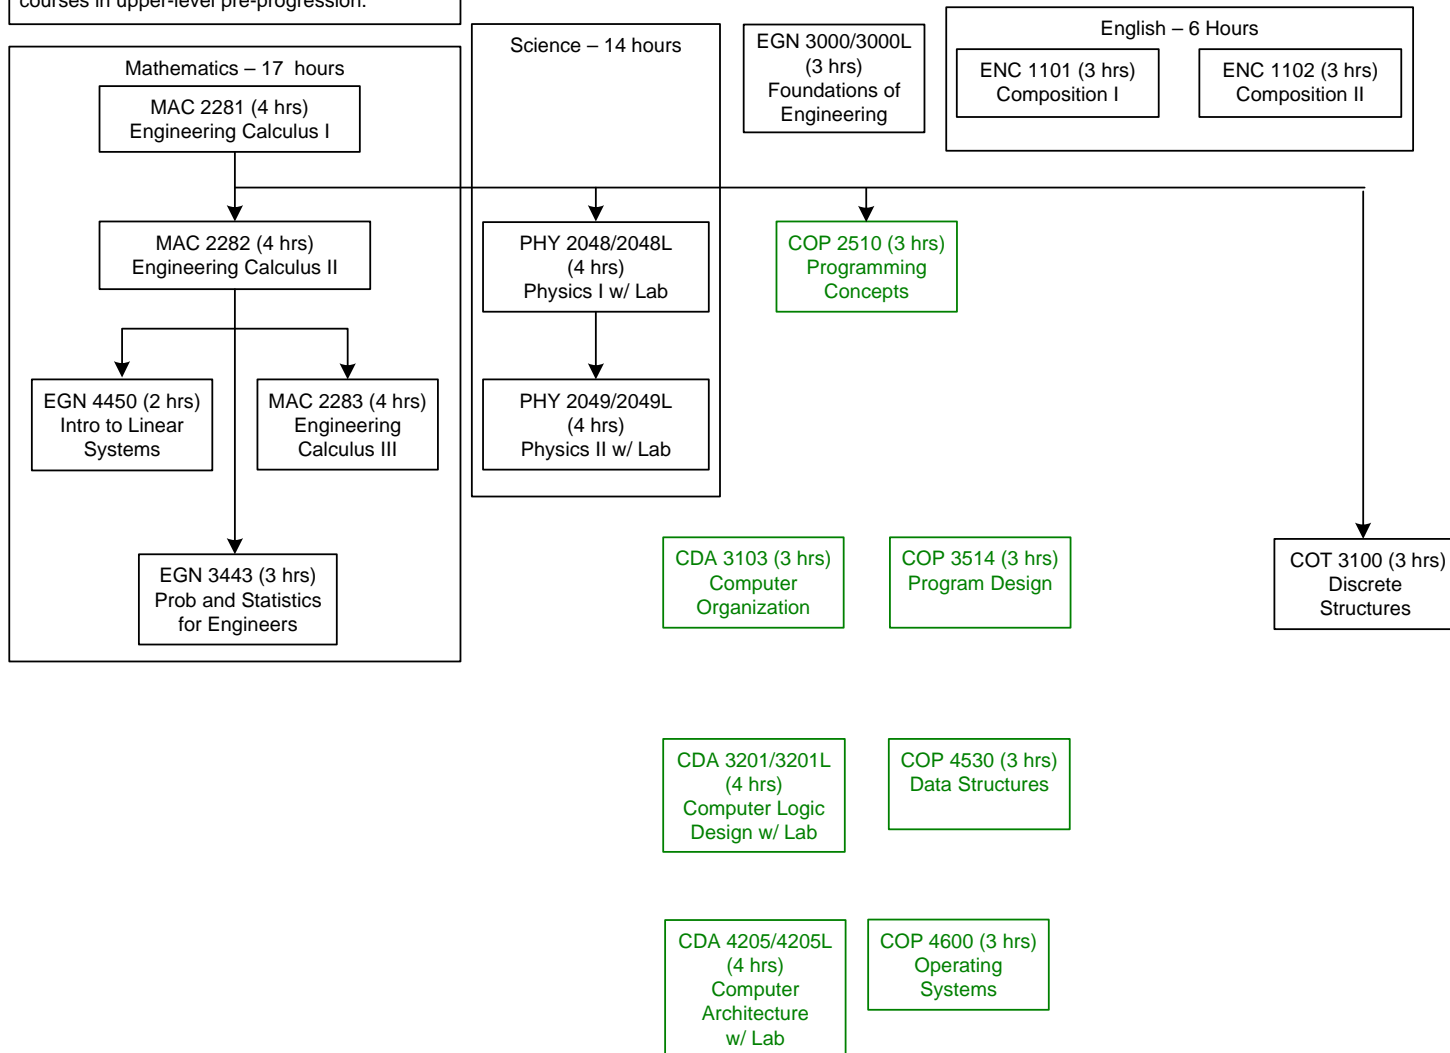 courses in upper-level pre-progression.
Mathematics – 17 hours
MAC 2281 (4 hrs)
Engineering Calculus I
MAC 2282 (4 hrs)
Engineering Calculus II
EGN 4450 (2 hrs)
Intro to Linear
Systems
MAC 2283 (4 hrs)
Engineering
Calculus III
EGN 3443 (3 hrs)
Prob and Statistics
for Engineers
Science – 14 hours
PHY 2048/2048L
(4 hrs)
Physics I w/ Lab
PHY 2049/2049L
(4 hrs)
Physics II w/ Lab
EGN 3000/3000L
(3 hrs)
Foundations of
Engineering
English – 6 Hours
ENC 1101 (3 hrs)
Composition I
ENC 1102 (3 hrs)
Composition II
COP 2510 (3 hrs)
Programming
Concepts
CDA 3103 (3 hrs)
Computer
Organization
COP 3514 (3 hrs)
Program Design
COT 3100 (3 hrs)
Discrete
Structures
CDA 3201/3201L
(4 hrs)
Computer Logic
Design w/ Lab
COP 4530 (3 hrs)
Data Structures
CDA 4205/4205L
(4 hrs)
Computer
Architecture
w/ Lab
COP 4600 (3 hrs)
Operating
Systems